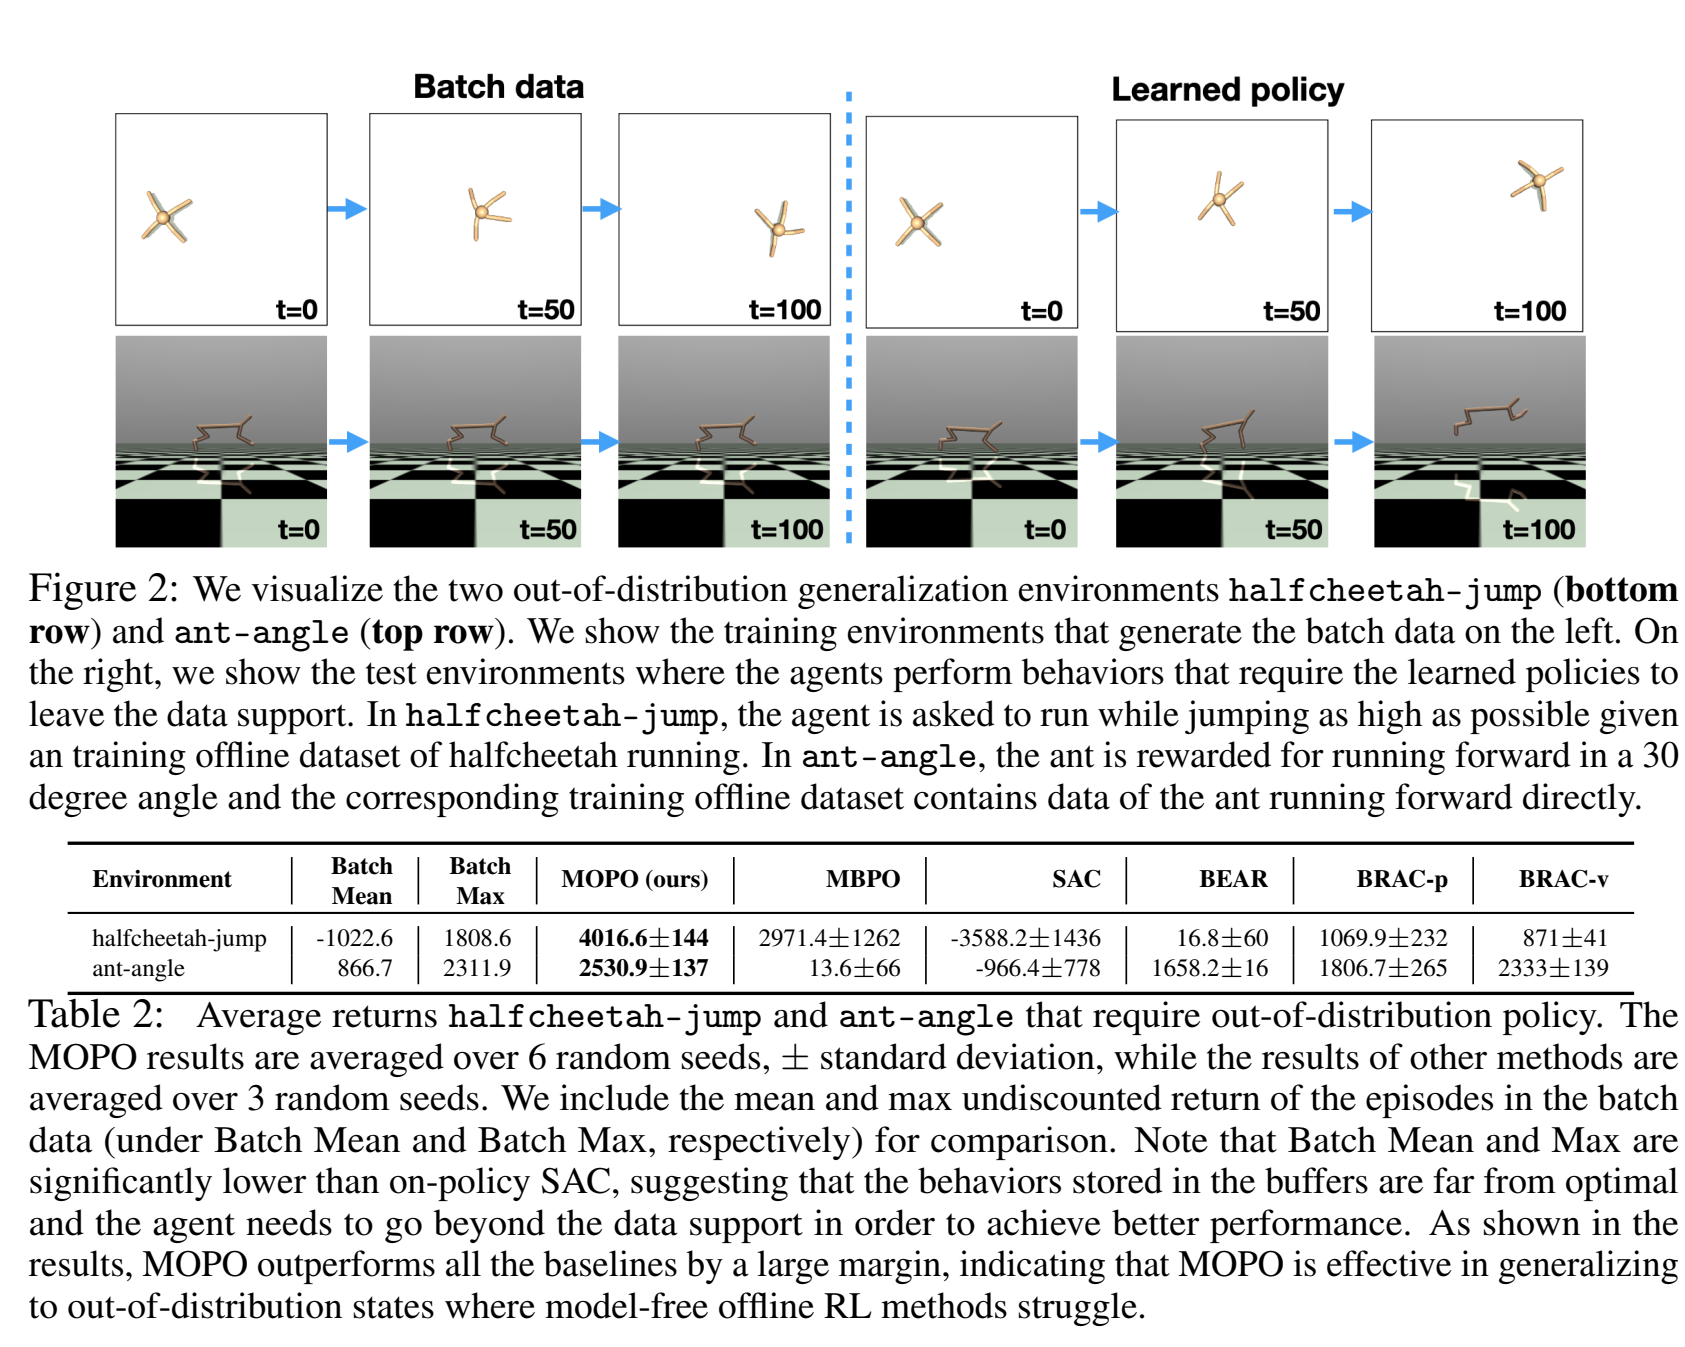 Batch data
Learned policy
t=0
t=50
t=100
t=0
t=50
t=100
t=0
t=50
t=100
t=0
t=50
t=100
Figure 2: We visualize the two out-of-distribution generalization environments halfcheetah-jump (bottom
row) and ant-angle (top row). We show the training environments that generate the batch data on the left. On
the right, we show the test environments where the agents perform behaviors that require the learned policies to
leave the data support. In halfcheetah-jump, the agent is asked to run while jumping as high as possible given
an training offline dataset of halfcheetah running. In ant-angle, the ant is rewarded for running forward in a 30
degree angle and the corresponding training offline dataset contains data of the ant running forward directly.
Environment | Batch Mean | Batch Max | MOPO (ours) | MBPO | SAC | BEAR | BRAC-p | BRAC-v
halfcheetah-jump | -1022.6 | 1808.6 | 4016.6±144 | 2971.4±1262 | -3588.2±1436 | 16.8±60 | 1069.9±232 | 871±41
ant-angle | 866.7 | 2311.9 | 2530.9±137 | 13.6±66 | -966.4±778 | 1658.2±16 | 1806.7±265 | 2333±139
Table 2: Average returns halfcheetah-jump and ant-angle that require out-of-distribution policy. The
MOPO results are averaged over 6 random seeds, ± standard deviation, while the results of other methods are
averaged over 3 random seeds. We include the mean and max undiscounted return of the episodes in the batch
data (under Batch Mean and Batch Max, respectively) for comparison. Note that Batch Mean and Max are
significantly lower than on-policy SAC, suggesting that the behaviors stored in the buffers are far from optimal
and the agent needs to go beyond the data support in order to achieve better performance. As shown in the
results, MOPO outperforms all the baselines by a large margin, indicating that MOPO is effective in generalizing
to out-of-distribution states where model-free offline RL methods struggle.